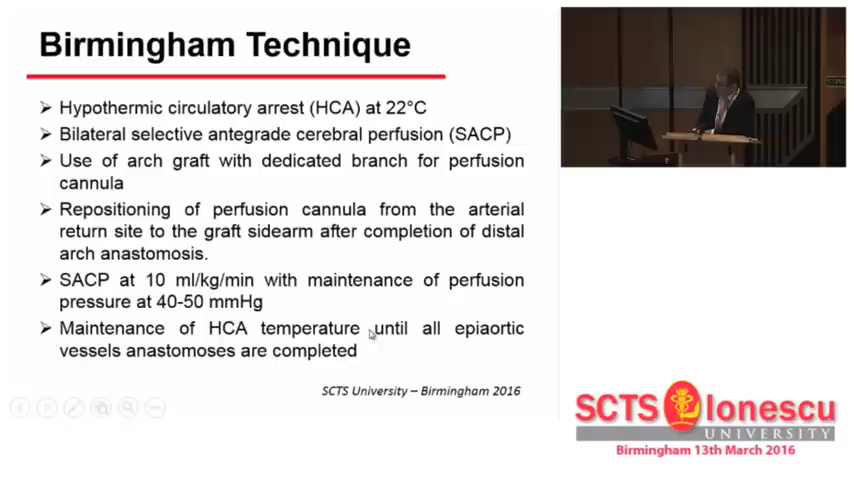 Birmingham Technique
➢ Hypothermic circulatory arrest (HCA) at 22°C
➢ Bilateral selective antegrade cerebral perfusion (SACP)
➢ Use of arch graft with dedicated branch for perfusion
cannula
➢ Repositioning of perfusion cannula from the arterial
return site to the graft sidearm after completion of distal
arch anastomosis.
➢ SACP at 10 ml/kg/min with maintenance of perfusion
pressure at 40-50 mmHg
➢ Maintenance of HCA temperature until all epiaortic
vessels anastomoses are completed
SCTS University – Birmingham 2016
SCTS Ionescu
UNIVERSITY
Birmingham 13th March 2016